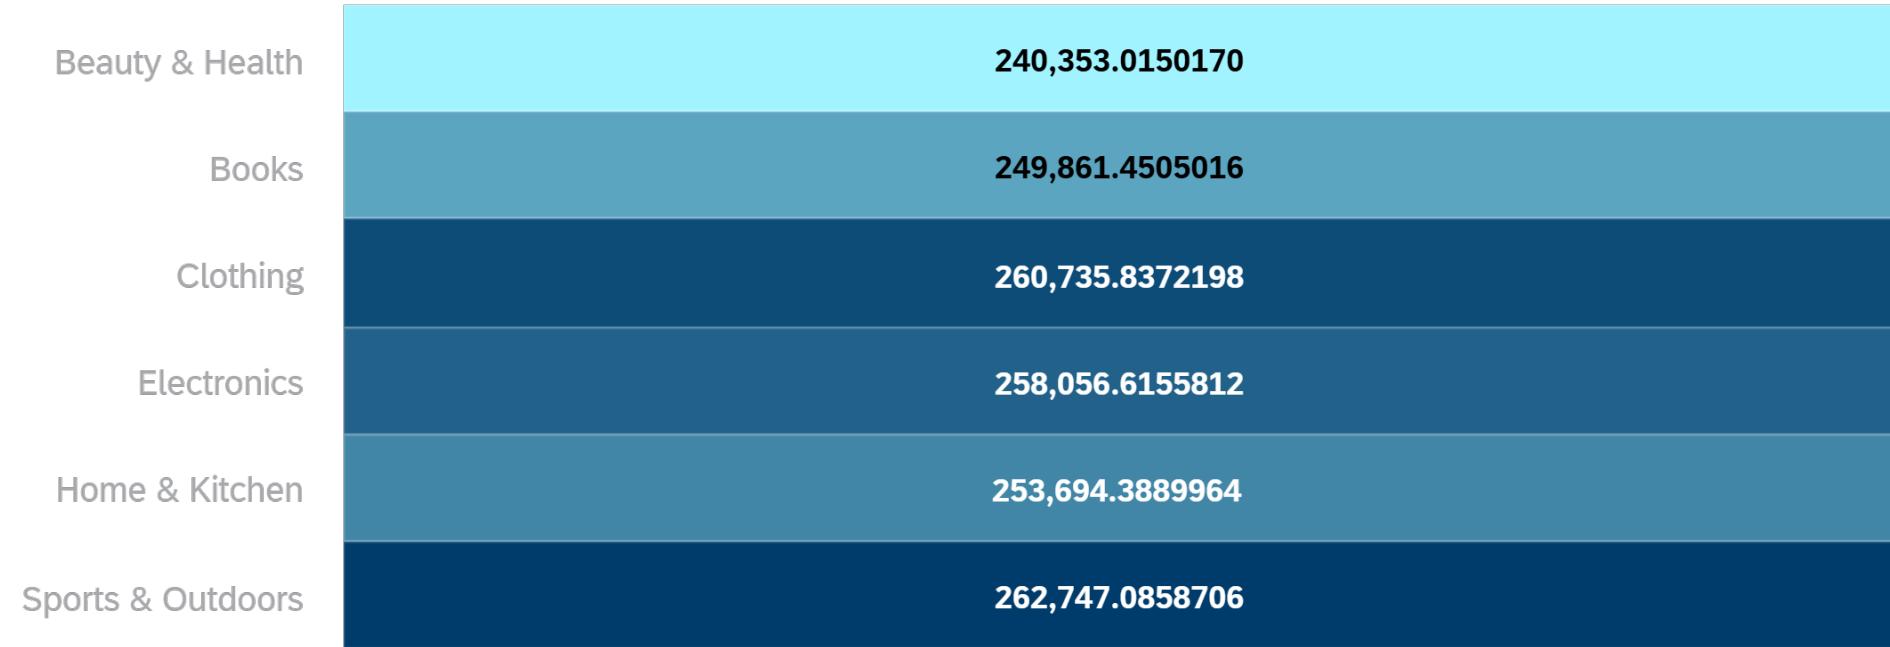 Beauty & Health 240,353.0150170
Books 249,861.4505016
Clothing 260,735.8372198
Electronics 258,056.6155812
Home & Kitchen 253,694.3889964
Sports & Outdoors 262,747.0858706